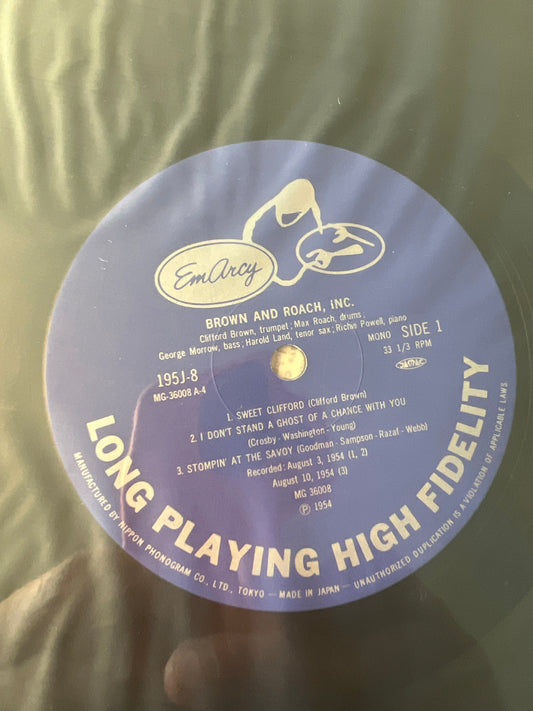 EmArcy
BROWN AND ROACH, INC.
Clifford Brown, trumpet; Max Roach, drums;
George Morrow, bass; Harold Land, tenor sax; Richin Powell, piano
195J-8
MG-36008 A-4
MONO SIDE 1
33 1/3 RPM
JASRAC
1. SWEET CLIFFORD (Clifford Brown)
2. I DON'T STAND A GHOST OF A CHANCE WITH YOU
(Crosby - Washington - Young)
3. STOMPIN' AT THE SAVOY (Goodman - Sampson - Razaf - Webb)
Recorded: August 3, 1954 (1, 2)
August 10, 1954 (3)
MG 36008
Ⓟ 1954
LONG PLAYING HIGH FIDELITY
MANUFACTURED BY NIPPON PHONOGRAM CO., LTD., TOKYO — MADE IN JAPAN — UNAUTHORIZED DUPLICATION IS A VIOLATION OF APPLICABLE LAWS